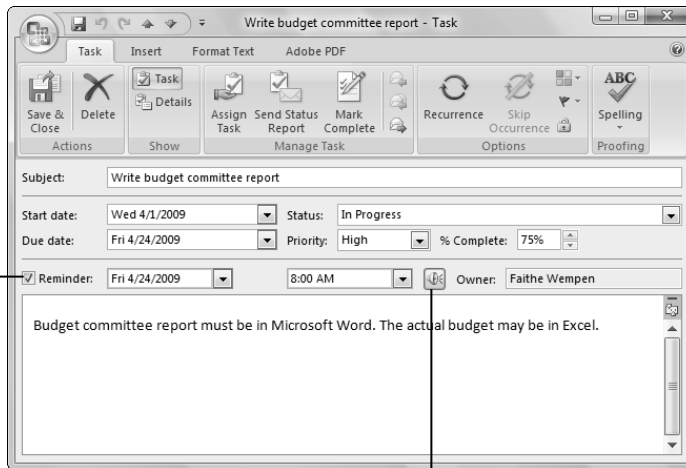 Write budget committee report - Task
Task Insert Format Text Adobe PDF
Save & Close Delete Task Details Assign Task Send Status Report Mark Complete Recurrence Skip Occurrence ABC Spelling
Actions Show Manage Task Options Proofing
Subject: Write budget committee report
Start date: Wed 4/1/2009 Status: In Progress
Due date: Fri 4/24/2009 Priority: High % Complete: 75%
Reminder: Fri 4/24/2009 8:00 AM Owner: Faithe Wempen
Budget committee report must be in Microsoft Word. The actual budget may be in Excel.